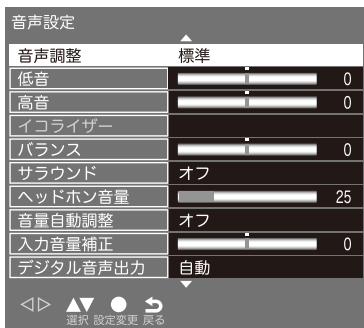 音声設定
音声調整 標準
低音 0
高音 0
イコライザー
バランス 0
サラウンド オフ
ヘッドホン音量 25
音量自動調整 オフ
入力音量補正 0
デジタル音声出力 自動
選択 設定変更 戻る